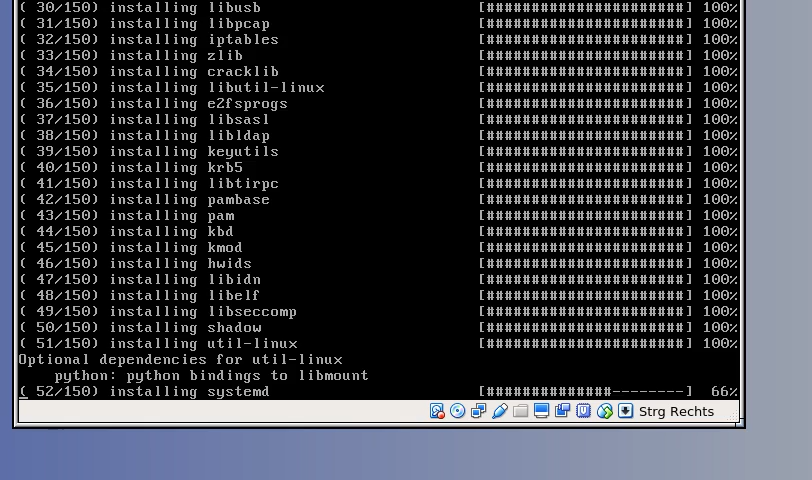 ( 30/150) installing libusb [######################] 100%
( 31/150) installing libpcap [######################] 100%
( 32/150) installing iptables [######################] 100%
( 33/150) installing zlib [######################] 100%
( 34/150) installing cracklib [######################] 100%
( 35/150) installing libutil-linux [######################] 100%
( 36/150) installing e2fsprogs [######################] 100%
( 37/150) installing libsasl [######################] 100%
( 38/150) installing libldap [######################] 100%
( 39/150) installing keyutils [######################] 100%
( 40/150) installing krb5 [######################] 100%
( 41/150) installing libtirpc [######################] 100%
( 42/150) installing pambase [######################] 100%
( 43/150) installing pam [######################] 100%
( 44/150) installing kbd [######################] 100%
( 45/150) installing kmod [######################] 100%
( 46/150) installing hwids [######################] 100%
( 47/150) installing libidn [######################] 100%
( 48/150) installing libelf [######################] 100%
( 49/150) installing libseccomp [######################] 100%
( 50/150) installing shadow [######################] 100%
( 51/150) installing util-linux [######################] 100%
Optional dependencies for util-linux
    python: python bindings to libmount
( 52/150) installing systemd [##############--------] 66%
Strg Rechts